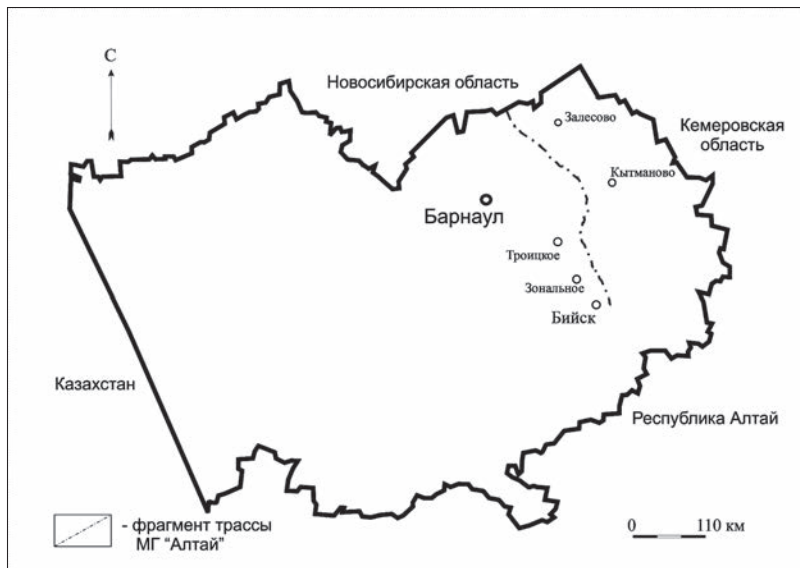 С
Новосибирская область
Залесово
Кемеровская
область
Кытманово
Барнаул
Троицкое
Зональное
Бийск
Казахстан
Республика Алтай
- фрагмент трассы
МГ "Алтай"
0 110 км